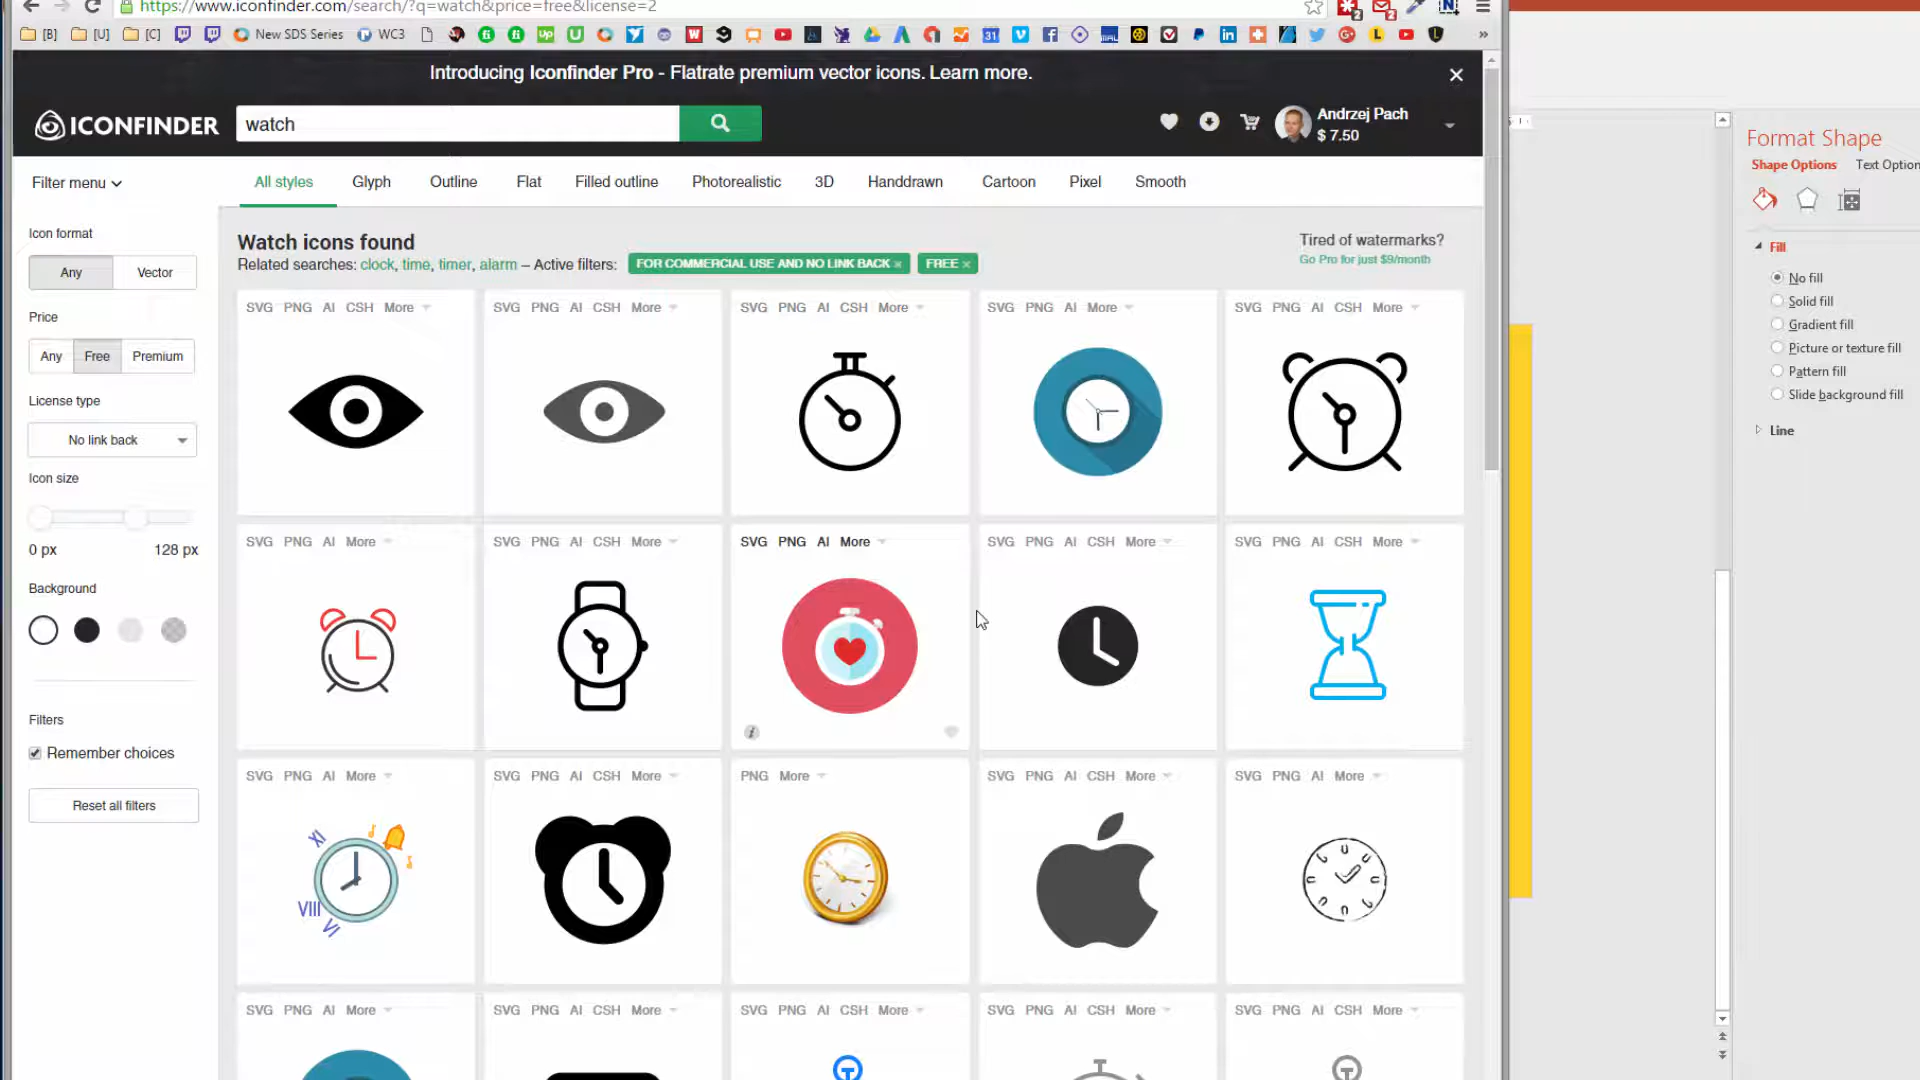 https://www.iconfinder.com/search/?q=watch&price=free&license=2
[B] [U] [C] New SDS Series WC3
Introducing Iconfinder Pro - Flatrate premium vector icons. Learn more.
ICONFINDER
watch
Andrzej Pach
$ 7.50
Filter menu
All styles Glyph Outline Flat Filled outline Photorealistic 3D Handdrawn Cartoon Pixel Smooth
Icon format
Any Vector
Price
Any Free Premium
License type
No link back
Icon size
0 px 128 px
Background
Filters
Remember choices
Reset all filters
Watch icons found
Related searches: clock, time, timer, alarm – Active filters: FOR COMMERCIAL USE AND NO LINK BACK × FREE ×
Tired of watermarks?
Go Pro for just $9/month
SVG PNG AI CSH More
SVG PNG AI CSH More
SVG PNG AI CSH More
SVG PNG AI More
SVG PNG AI CSH More
SVG PNG AI More
SVG PNG AI CSH More
SVG PNG AI More
SVG PNG AI CSH More
SVG PNG AI CSH More
SVG PNG AI More
SVG PNG AI CSH More
PNG More
SVG PNG AI CSH More
SVG PNG AI More
XI
VIII
VI
SVG PNG AI More
SVG PNG AI CSH More
SVG PNG AI CSH More
SVG PNG AI CSH More
SVG PNG AI CSH More
Format Shape
Shape Options Text Option
Fill
No fill
Solid fill
Gradient fill
Picture or texture fill
Pattern fill
Slide background fill
Line